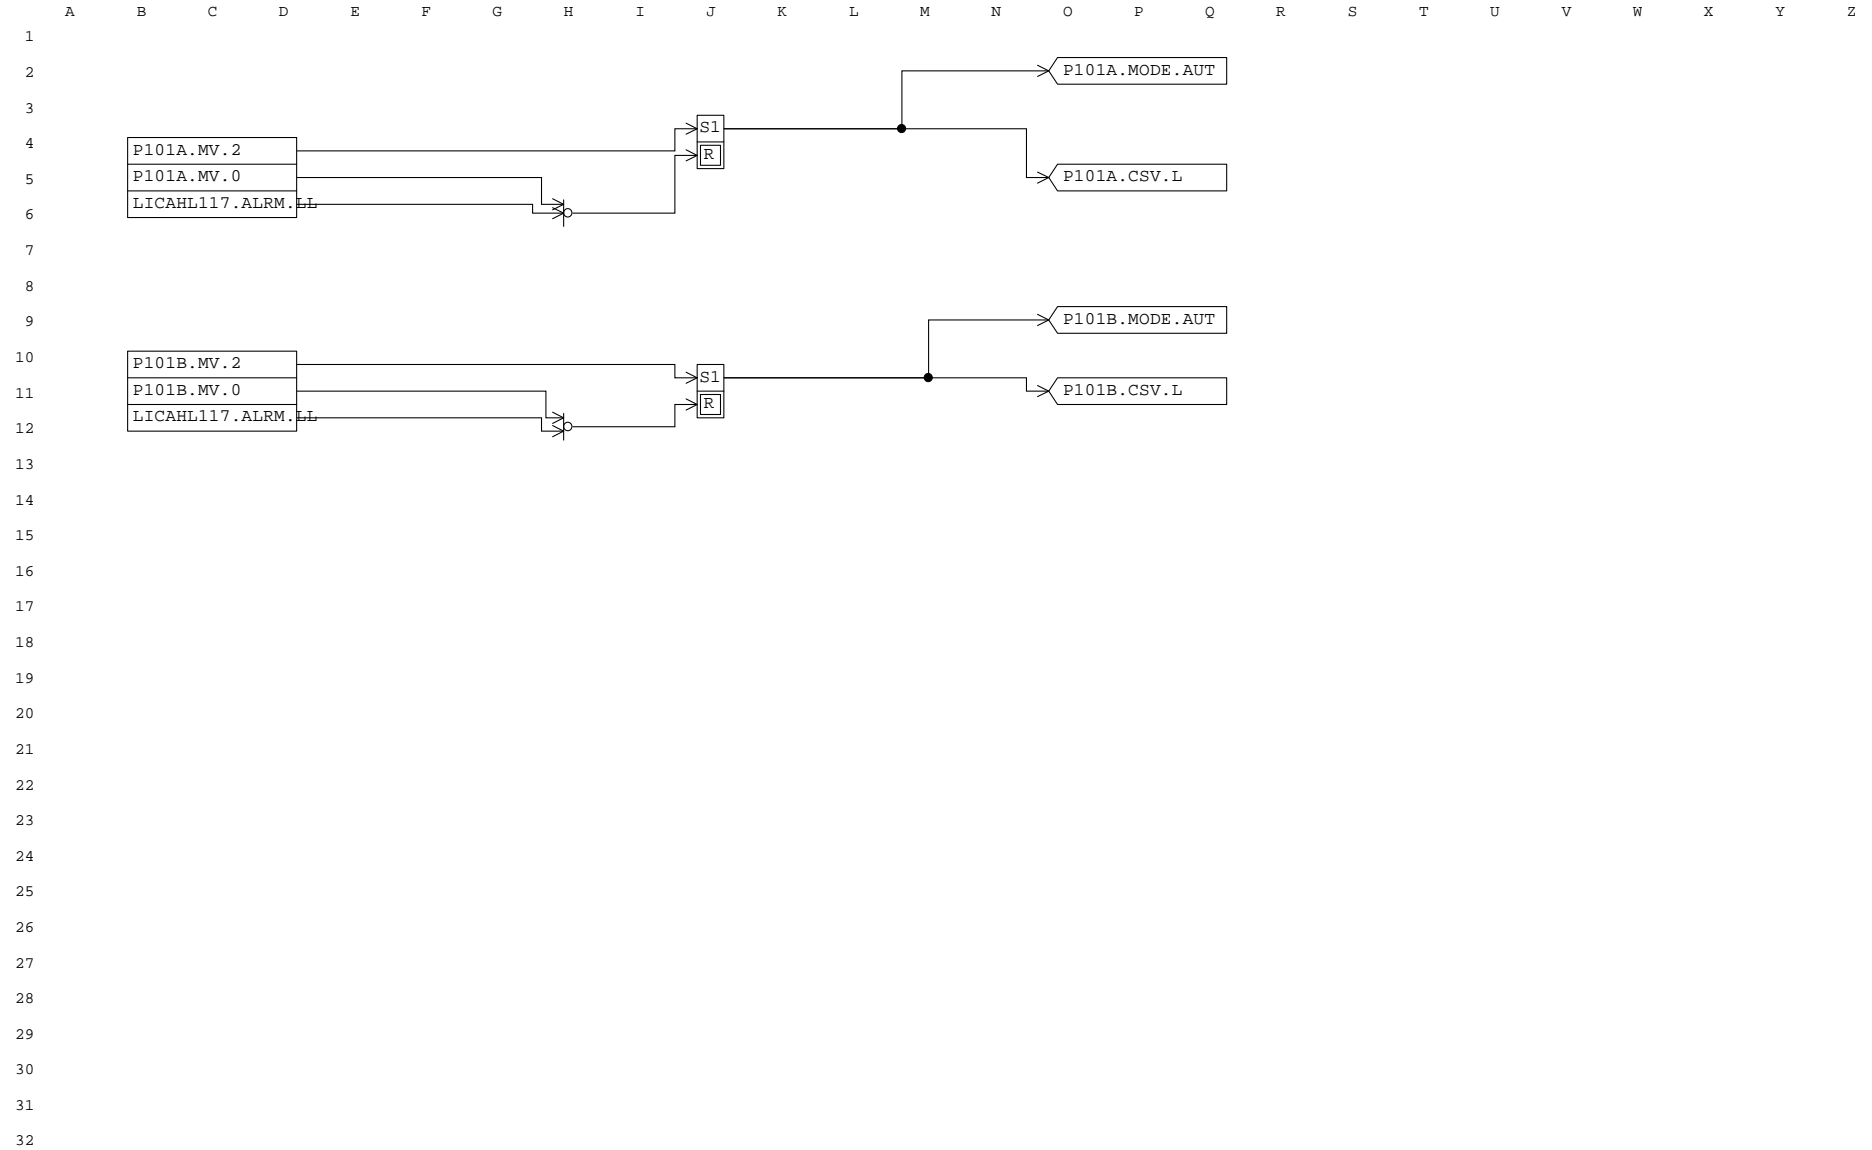 A B C D E F G H I J K L M N O P Q R S T U V W X Y Z
1
2 P101A.MODE.AUT
3
S1
4 P101A.MV.2 R
5 P101A.MV.0 P101A.CSV.L
6 LICAHL117.ALRM.LL
7
8
9 P101B.MODE.AUT
10 P101B.MV.2
S1
11 P101B.MV.0 R P101B.CSV.L
LICAHL117.ALRM.LL
12
13
14
15
16
17
18
19
20
21
22
23
24
25
26
27
28
29
30
31
32